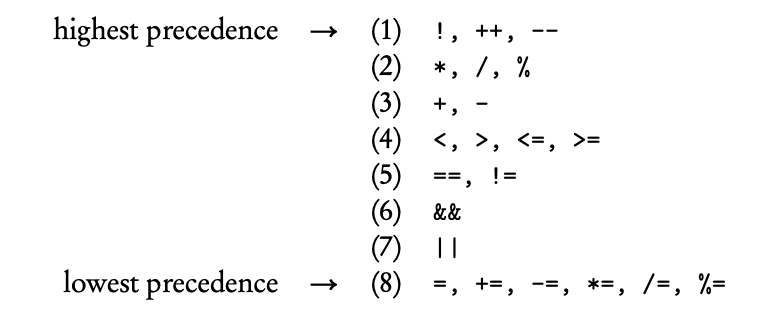 highest precedence → (1) !, ++, --
(2) *, /, %
(3) +, -
(4) <, >, <=, >=
(5) ==, !=
(6) &&
(7) ||
lowest precedence → (8) =, +=, -=, *=, /=, %=